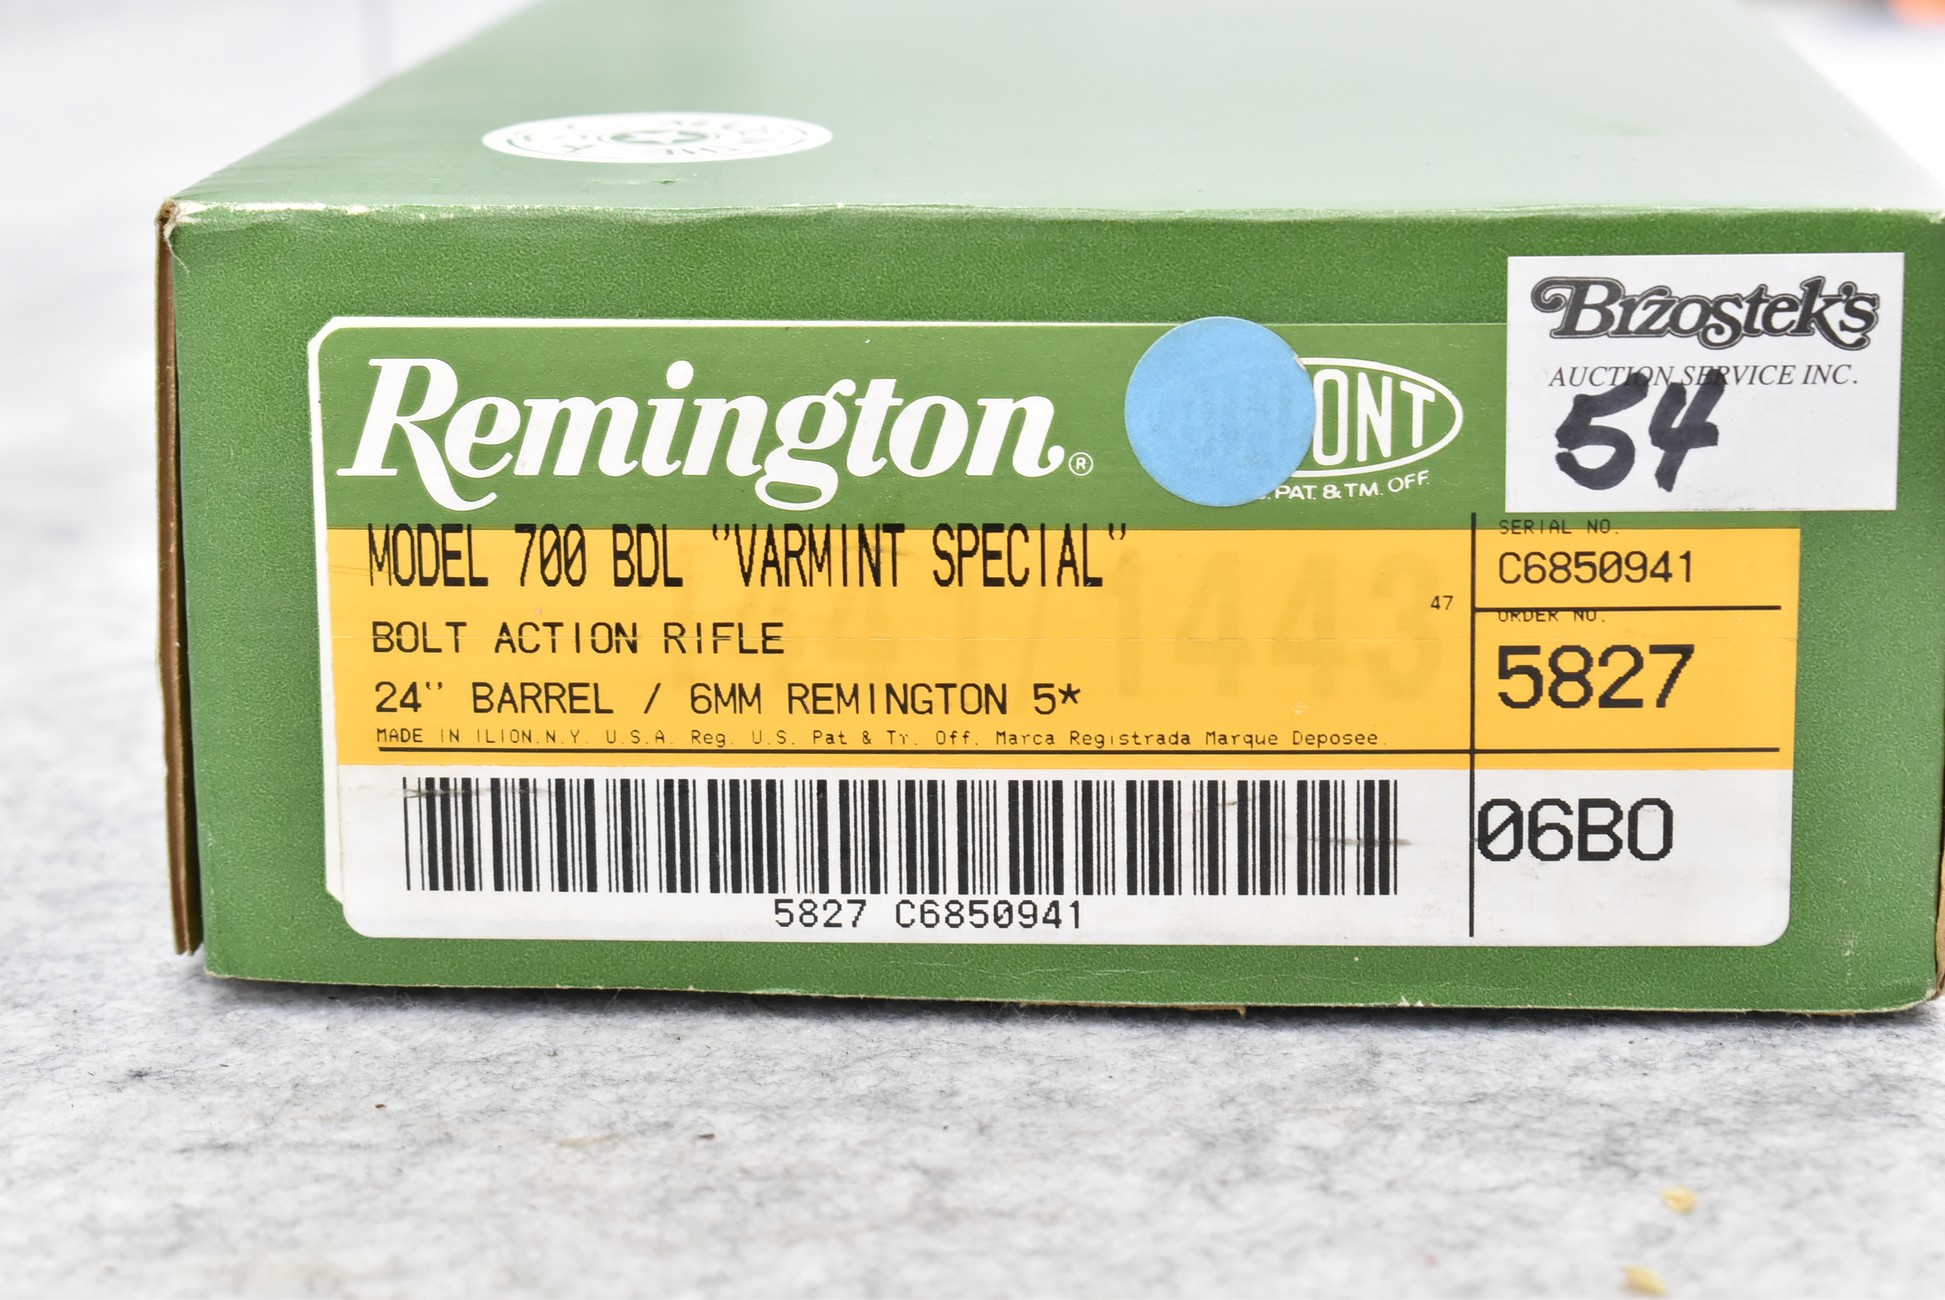 Brzostek's
AUCTION SERVICE INC.
54
Remington®
ONT
PAT. & TM. OFF.
MODEL 700 BDL "VARMINT SPECIAL"
47
BOLT ACTION RIFLE
24" BARREL / 6MM REMINGTON 5*
MADE IN ILION.N.Y. U.S.A. Reg. U.S. Pat & Tr. Off. Marca Registrada Marque Deposee.
SERIAL NO.
C6850941
ORDER NO.
5827
06B0
5827 C6850941